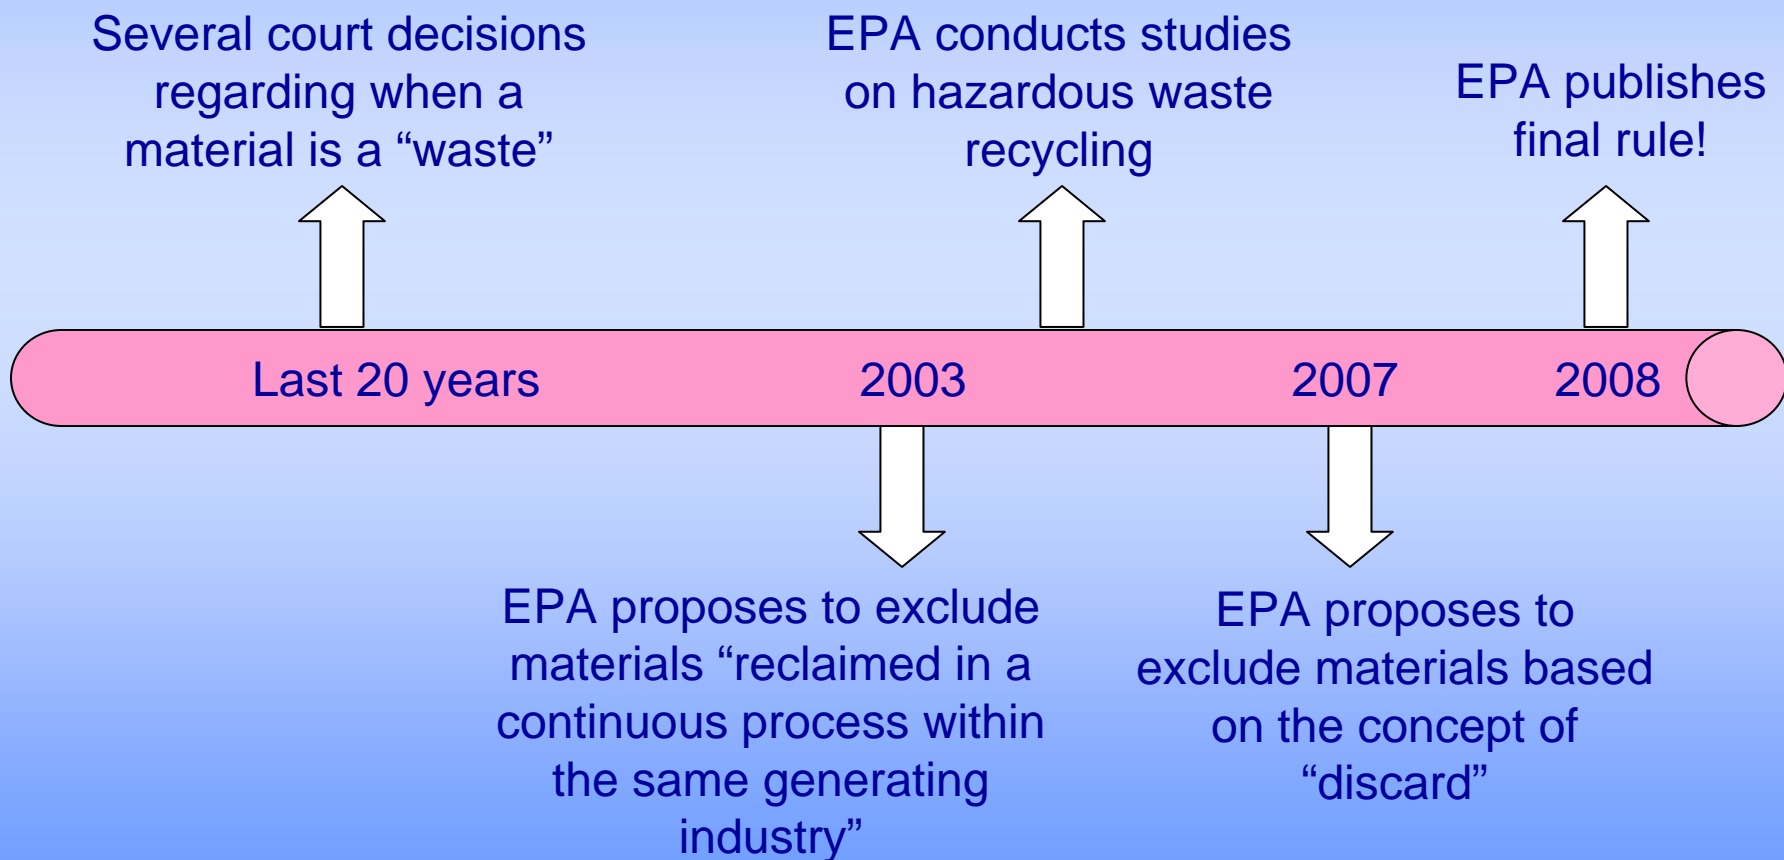 Several court decisions
regarding when a
material is a “waste”
EPA conducts studies
on hazardous waste
recycling
EPA publishes
final rule!
Last 20 years
2003
2007
2008
EPA proposes to exclude
materials “reclaimed in a
continuous process within
the same generating
industry”
EPA proposes to
exclude materials based
on the concept of
“discard”